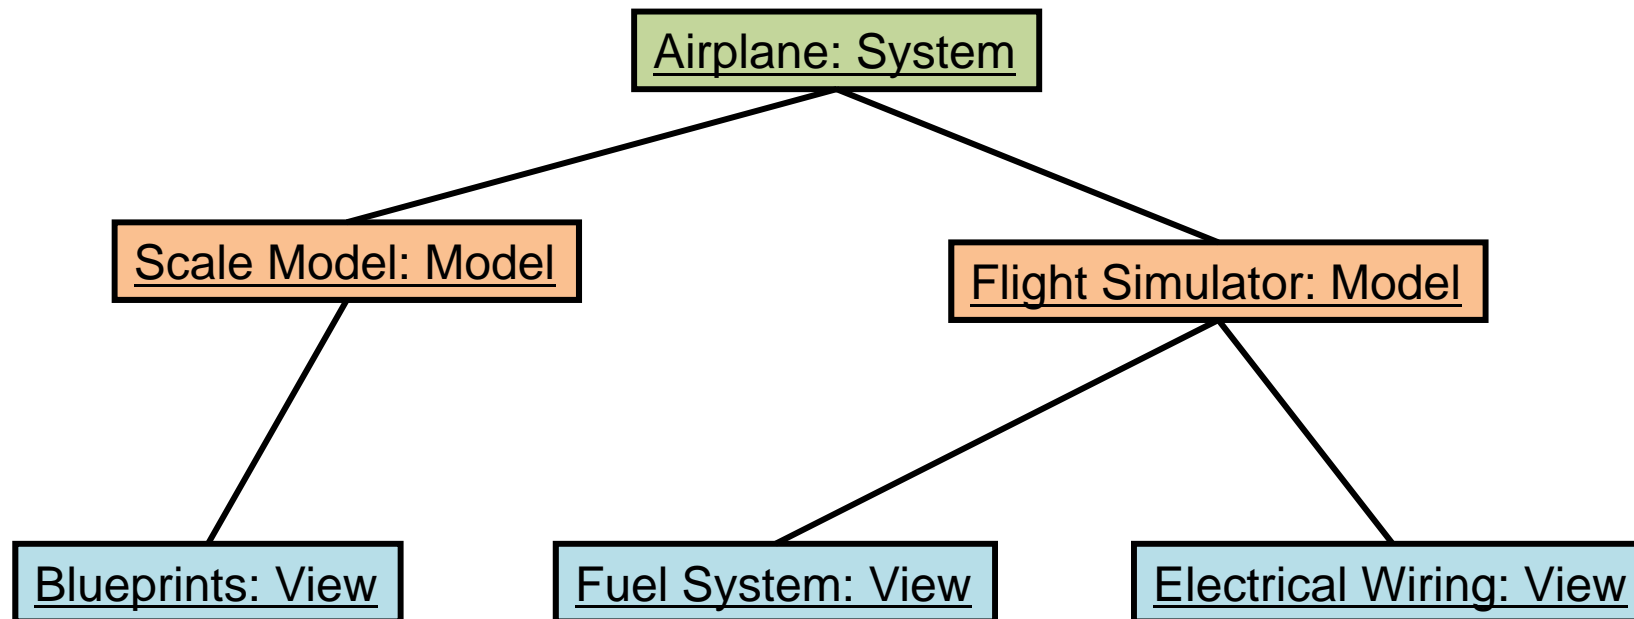 Airplane: System
Scale Model: Model
Flight Simulator: Model
Blueprints: View
Fuel System: View
Electrical Wiring: View